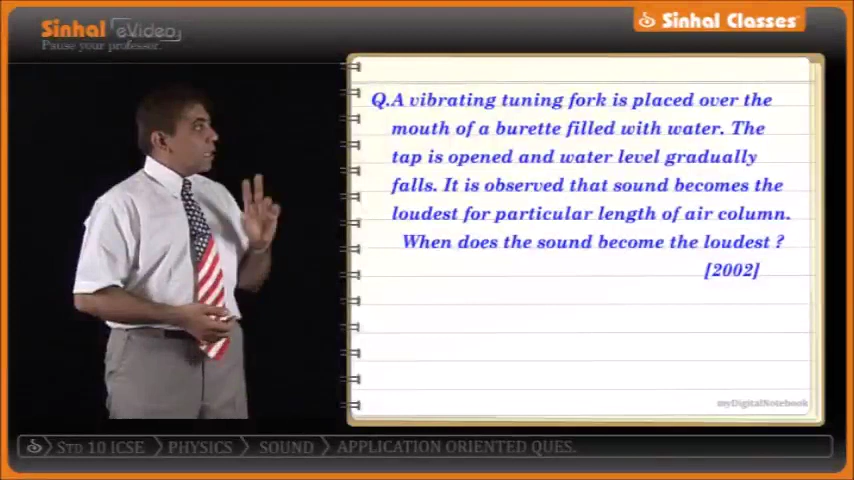 Sinhal eVideo
Pause your professor.
Sinhal Classes
Q.A vibrating tuning fork is placed over the
mouth of a burette filled with water. The
tap is opened and water level gradually
falls. It is observed that sound becomes the
loudest for particular length of air column.
When does the sound become the loudest ?
[2002]
myDigitalNotebook
STD 10 ICSE PHYSICS SOUND APPLICATION ORIENTED QUES.